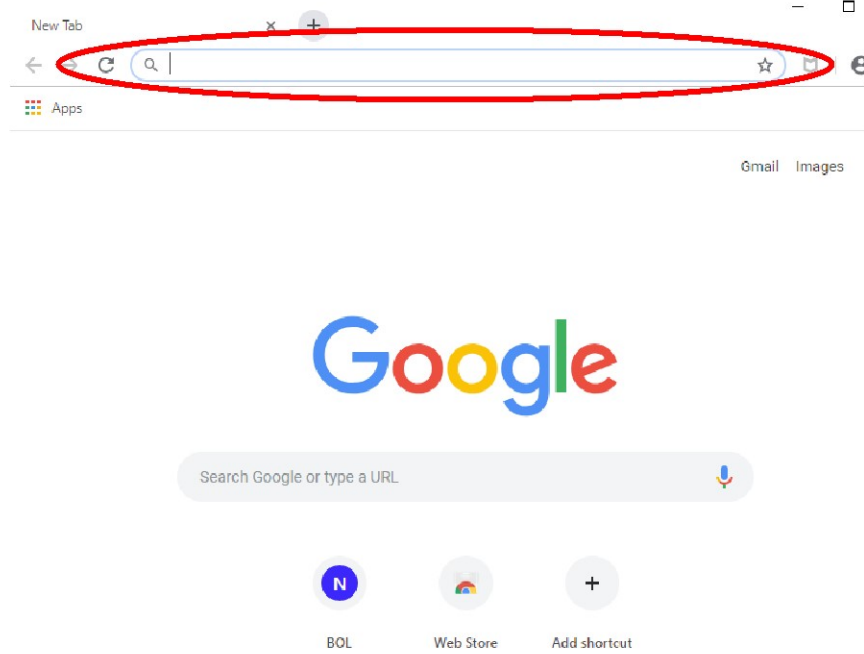 New Tab
Apps
Gmail Images
Google
Search Google or type a URL
N
BOL Web Store Add shortcut